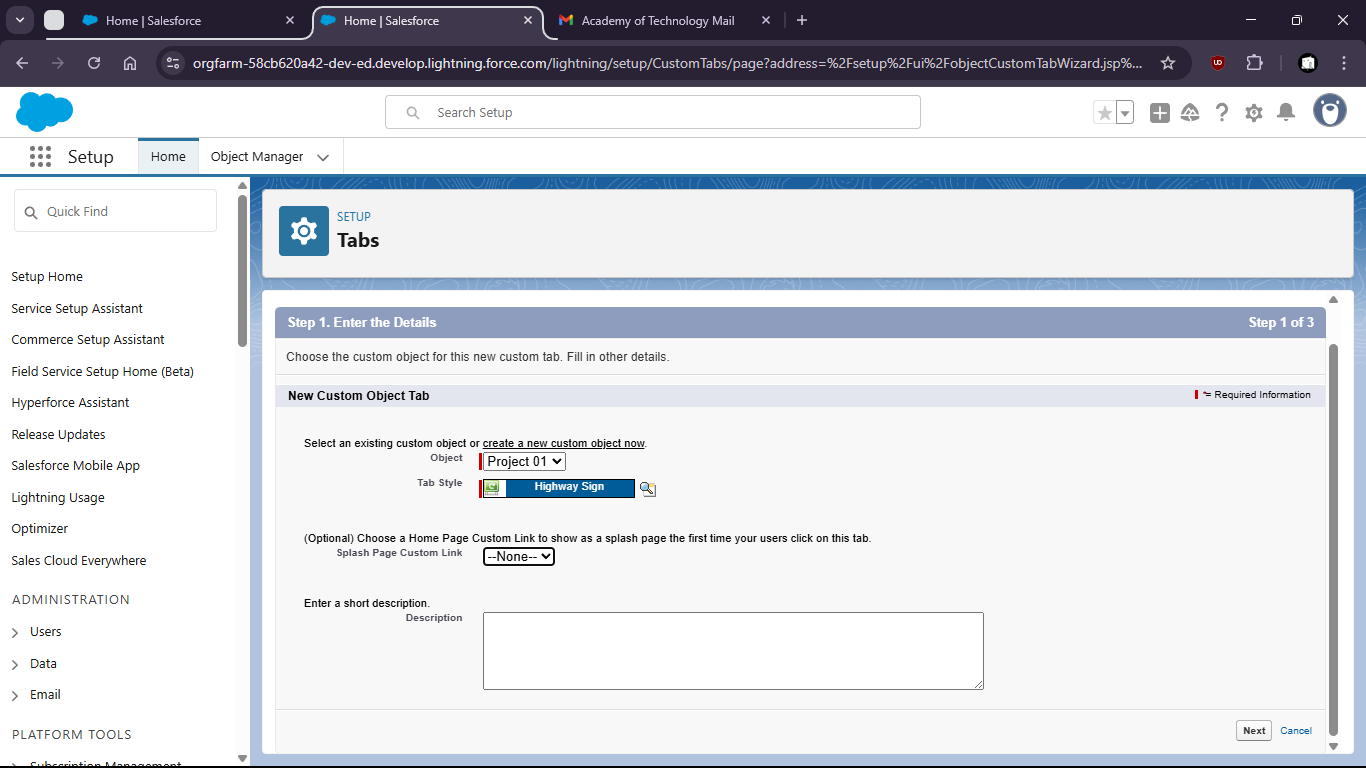 Home | Salesforce
Home | Salesforce
Academy of Technology Mail
orgfarm-58cb620a42-dev-ed.develop.lightning.force.com/lightning/setup/CustomTabs/page?address=%2Fsetup%2Fui%2FobjectCustomTabWizard.jsp%...
Search Setup
Setup
Home
Object Manager
Quick Find
Setup Home
Service Setup Assistant
Commerce Setup Assistant
Field Service Setup Home (Beta)
Hyperforce Assistant
Release Updates
Salesforce Mobile App
Lightning Usage
Optimizer
Sales Cloud Everywhere
ADMINISTRATION
Users
Data
Email
PLATFORM TOOLS
Subscription Management
SETUP
Tabs
Step 1. Enter the Details
Step 1 of 3
Choose the custom object for this new custom tab. Fill in other details.
New Custom Object Tab
*= Required Information
Select an existing custom object or create a new custom object now.
Object
Project 01
Tab Style
Highway Sign
(Optional) Choose a Home Page Custom Link to show as a splash page the first time your users click on this tab.
Splash Page Custom Link
--None--
Enter a short description.
Description
Next
Cancel